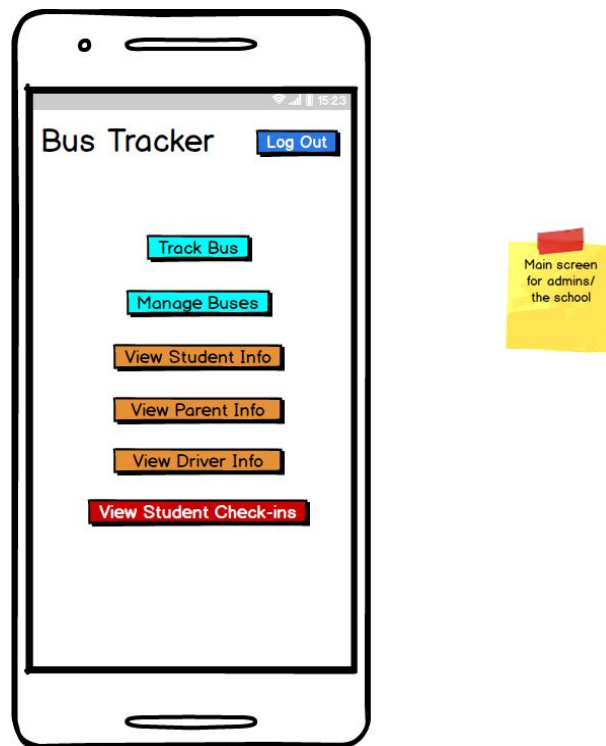 15:23
Bus Tracker
Log Out
Track Bus
Manage Buses
View Student Info
View Parent Info
View Driver Info
View Student Check-ins
Main screen
for admins/
the school